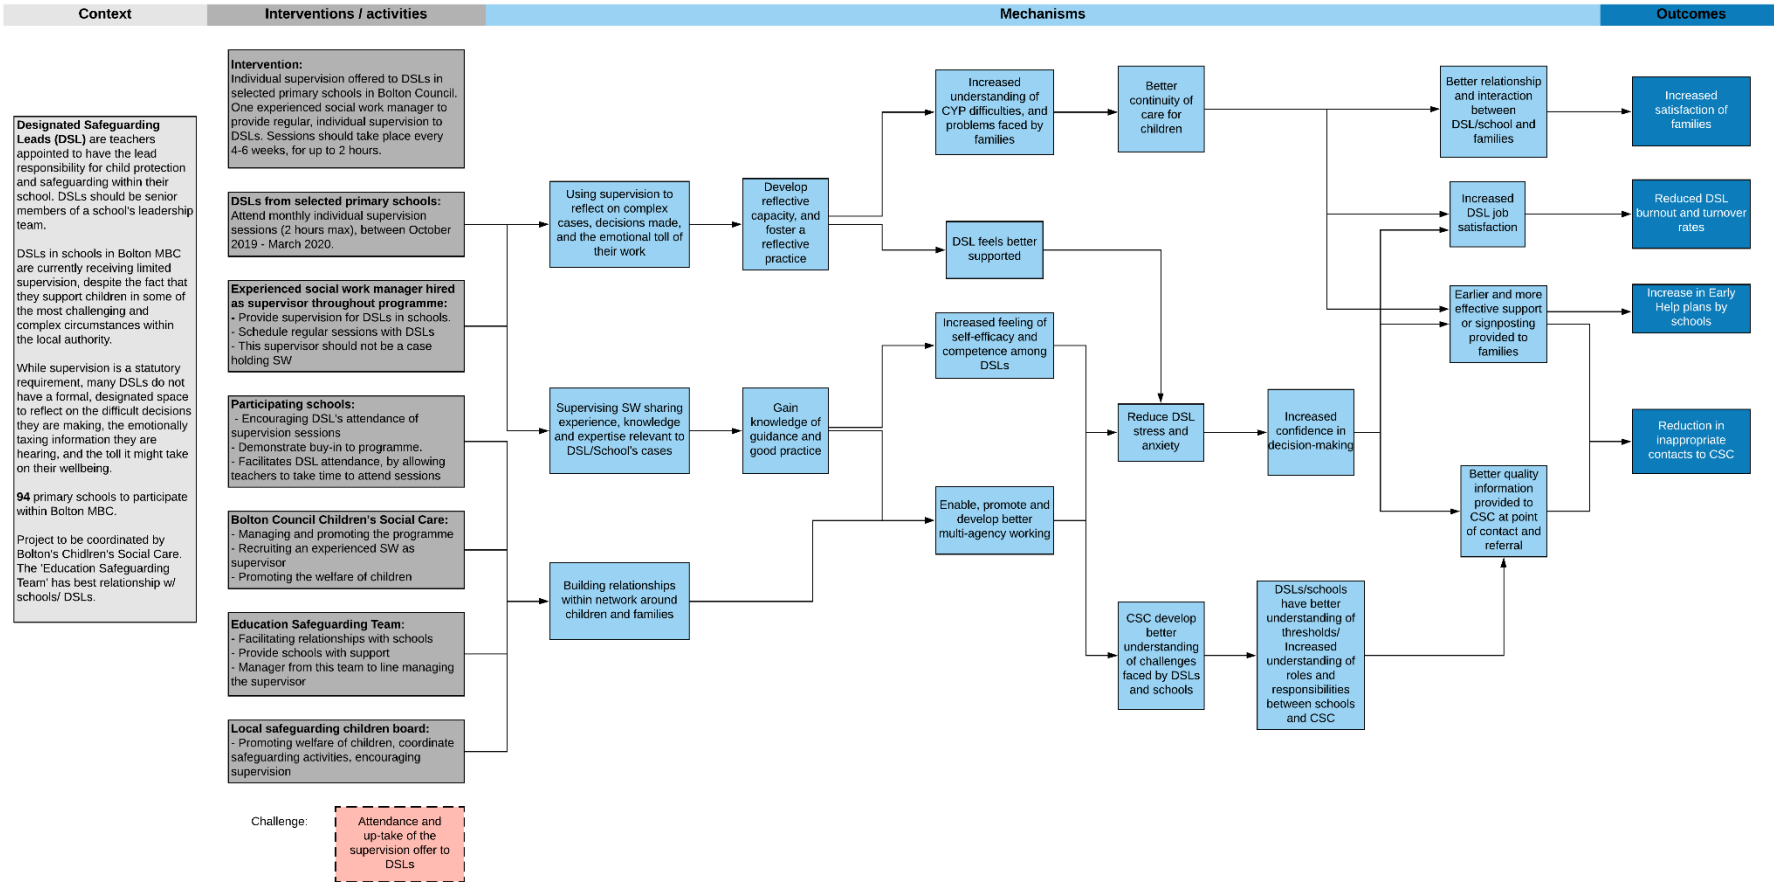 Context
Interventions / activities
Mechanisms
Outcomes
Designated Safeguarding
Leads (DSL) are teachers
appointed to have the lead
responsibility for child protection
and safeguarding within their
school. DSLs should be senior
members of a school's leadership
team.
DSLs in schools in Bolton MBC
are currently receiving limited
supervision, despite the fact that
they support children in some of
the most challenging and
complex circumstances within
the local authority.
While supervision is a statutory
requirement, many DSLs do not
have a formal, designated space
to reflect on the difficult decisions
they are making, the emotionally
taxing information they are
hearing, and the toll it might take
on their wellbeing.
94 primary schools to participate
within Bolton MBC.
Project to be coordinated by
Bolton's Chidlren's Social Care.
The 'Education Safeguarding
Team' has best relationship w/
schools/ DSLs.
Intervention:
Individual supervision offered to DSLs in
selected primary schools in Bolton Council.
One experienced social work manager to
provide regular, individual supervision to
DSLs. Sessions should take place every
4-6 weeks, for up to 2 hours.
DSLs from selected primary schools:
Attend monthly individual supervision
sessions (2 hours max), between October
2019 - March 2020.
Experienced social work manager hired
as supervisor throughout programme:
- Provide supervision for DSLs in schools.
- Schedule regular sessions with DSLs
- This supervisor should not be a case
holding SW
Participating schools:
- Encouraging DSL's attendance of
supervision sessions
- Demonstrate buy-in to programme.
- Facilitates DSL attendance, by allowing
teachers to take time to attend sessions
Bolton Council Children's Social Care:
- Managing and promoting the programme
- Recruiting an experienced SW as
supervisor
- Promoting the welfare of children
Education Safeguarding Team:
- Facilitating relationships with schools
- Provide schools with support
- Manager from this team to line managing
the supervisor
Local safeguarding children board:
- Promoting welfare of children, coordinate
safeguarding activities, encouraging
supervision
Challenge:
Attendance and
up-take of the
supervision offer to
DSLs
Using supervision to
reflect on complex
cases, decisions made,
and the emotional toll of
their work
Supervising SW sharing
experience, knowledge
and expertise relevant to
DSL/School's cases
Building relationships
within network around
children and families
Develop
reflective
capacity, and
foster a
reflective
practice
Gain
knowledge of
guidance and
good practice
Increased
understanding of
CYP difficulties, and
problems faced by
families
DSL feels better
supported
Increased feeling of
self-efficacy and
competence among
DSLs
Enable, promote and
develop better
multi-agency working
Better
continuity of
care for
children
Reduce DSL
stress and
anxiety
CSC develop
better
understanding
of challenges
faced by DSLs
and schools
Increased
confidence in
decision-making
DSLs/schools
have better
understanding of
thresholds/
Increased
understanding of
roles and
responsibilities
between schools
and CSC
Better relationship
and interaction
between
DSL/school and
families
Increased
DSL job
satisfaction
Earlier and more
effective support
or signposting
provided to
families
Better quality
information
provided to
CSC at point
of contact and
referral
Increased
satisfaction of
families
Reduced DSL
burnout and turnover
rates
Increase in Early
Help plans by
schools
Reduction in
inappropriate
contacts to CSC